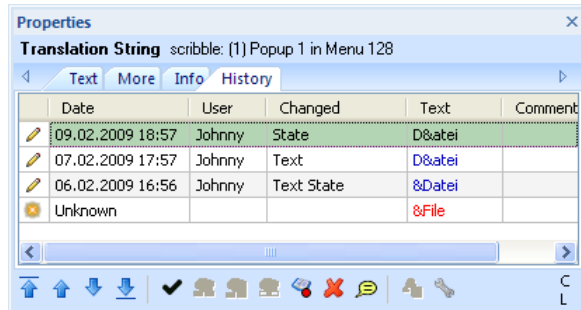 Properties
Translation String scribble: (1) Popup 1 in Menu 128
Text More Info History
Date User Changed Text Comment
09.02.2009 18:57 Johnny State D&atei
07.02.2009 17:57 Johnny Text D&atei
06.02.2009 16:56 Johnny Text State &Datei
Unknown &File
C
L